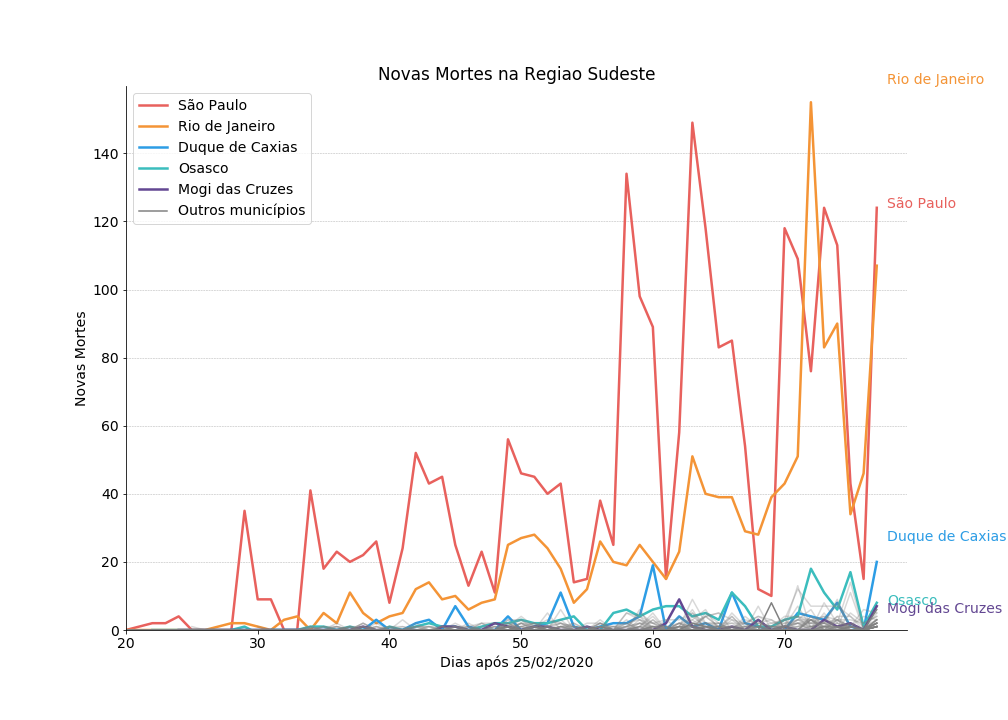 Novas Mortes na Regiao Sudeste
Rio de Janeiro
São Paulo
Rio de Janeiro
Duque de Caxias
Osasco
Mogi das Cruzes
Outros municípios
140
120
100
80
60
40
20
0
Novas Mortes
São Paulo
Duque de Caxias
Osasco
Mogi das Cruzes
20 30 40 50 60 70
Dias após 25/02/2020